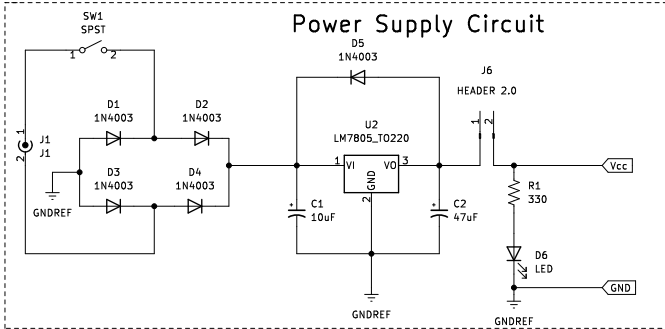 Power Supply Circuit
SW1
SPST
1 2
D5
1N4003
J6
HEADER 2.0
1 2
D1
1N4003
D2
1N4003
U2
LM7805_TO220
1 VI VO 3
GND
2
1
J1
J1
2
D3
1N4003
D4
1N4003
GNDREF
+
C1
10uF
+
C2
47uF
Vcc
R1
330
D6
LED
GND
GNDREF
GNDREF